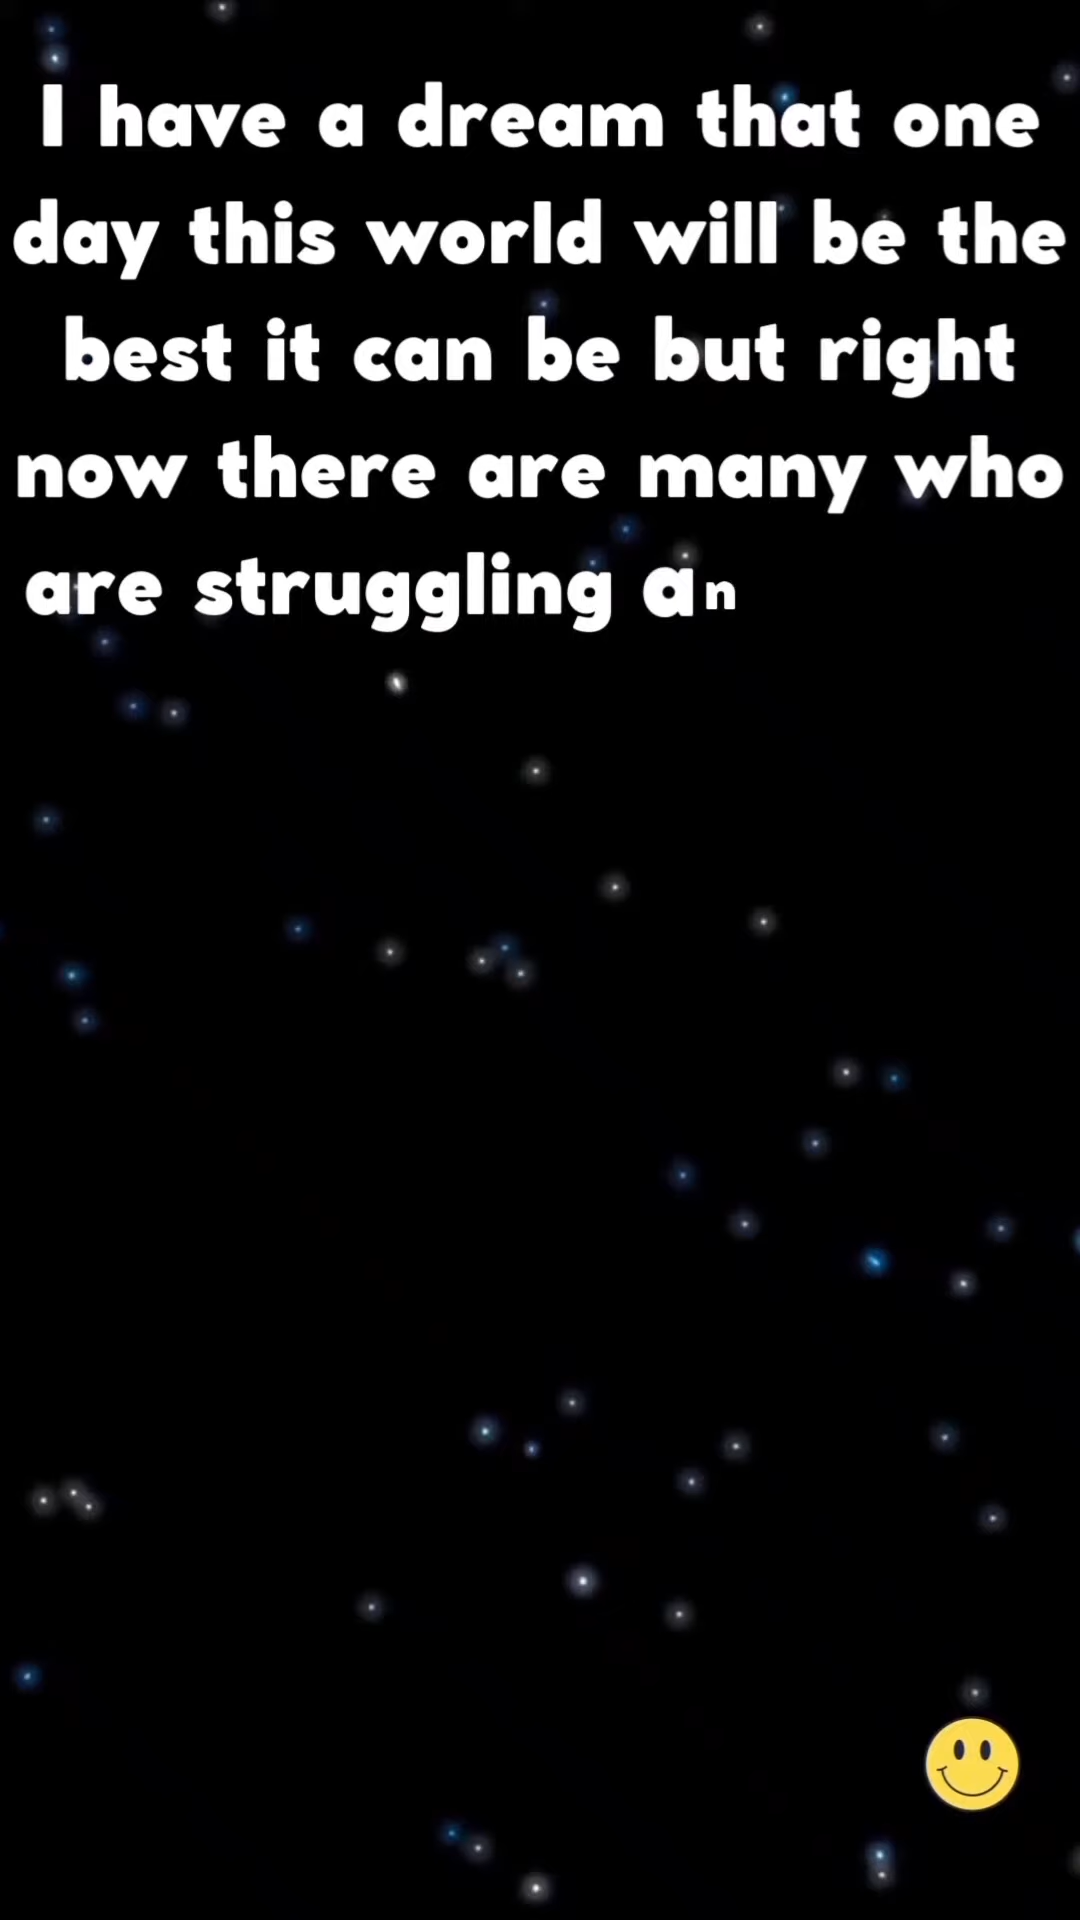 I have a dream that one
day this world will be the
best it can be but right
now there are many who
are struggling an